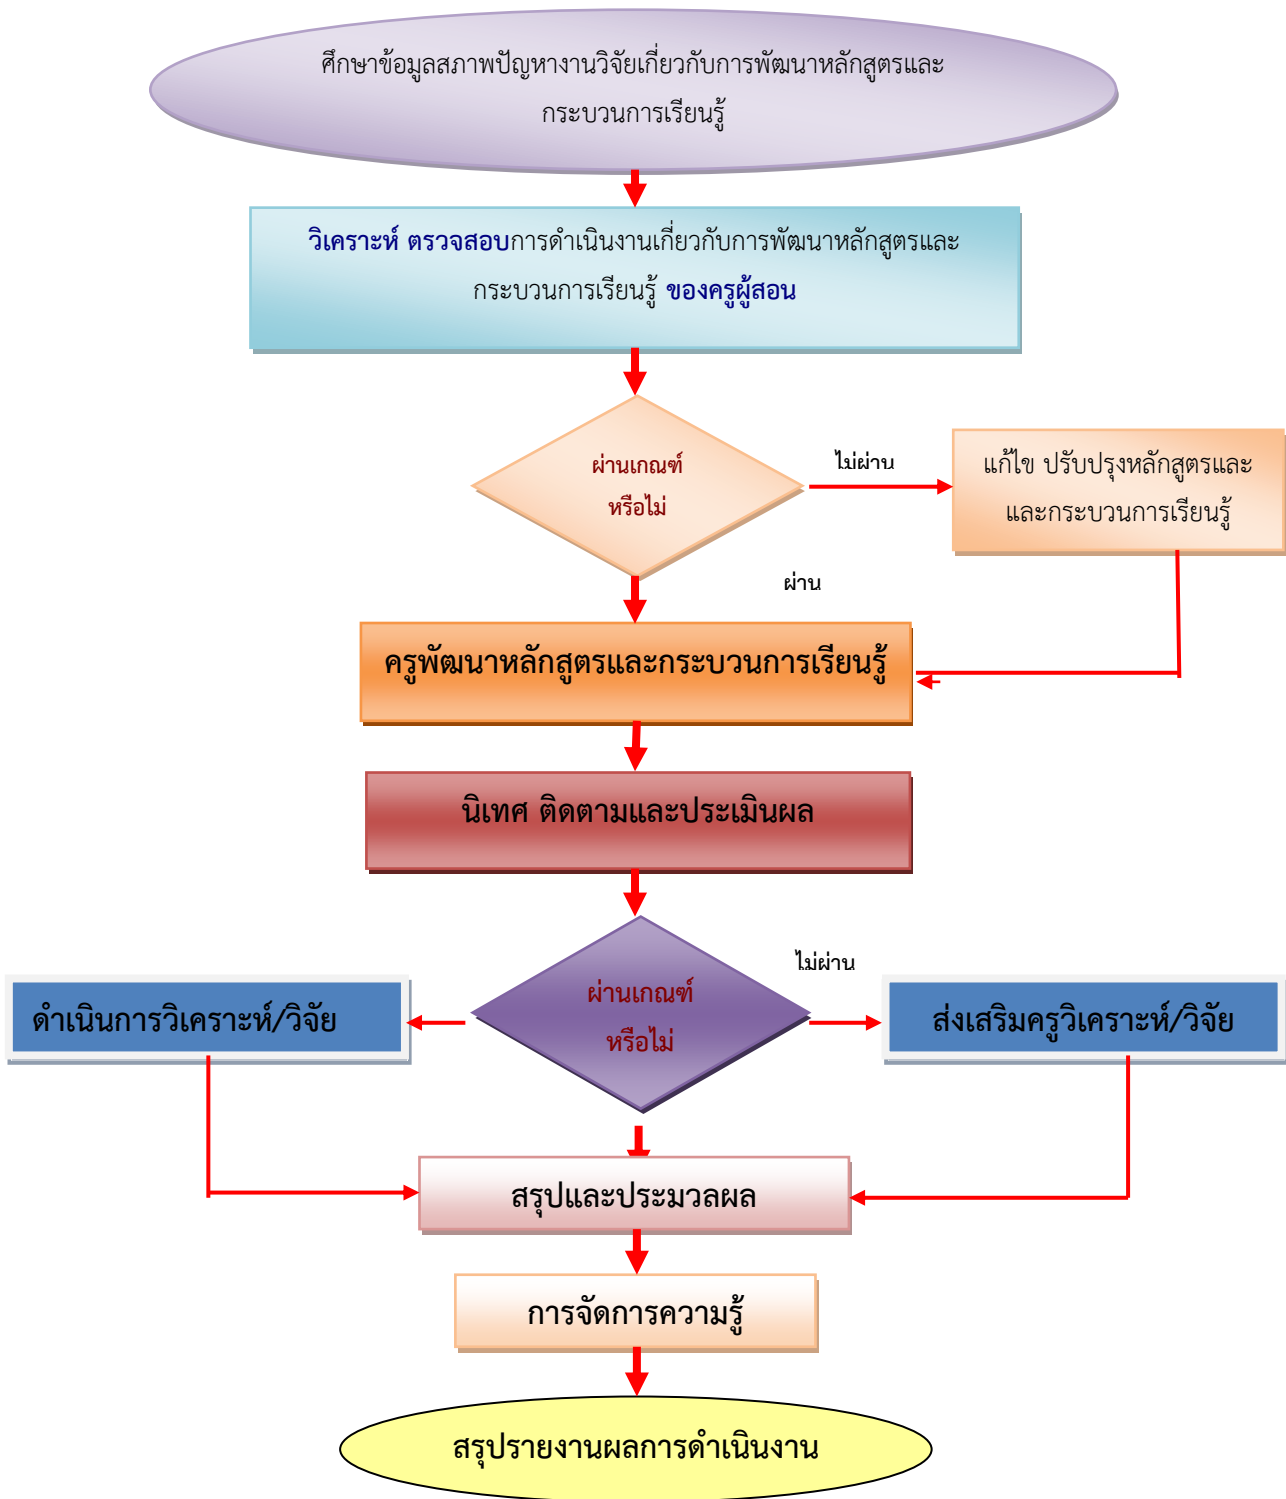 ศึกษาข้อมูลสภาพปัญหางานวิจัยเกี่ยวกับการพัฒนาหลักสูตรและ
กระบวนการเรียนรู้
วิเคราะห์ ตรวจสอบการดำเนินงานเกี่ยวกับการพัฒนาหลักสูตรและ
กระบวนการเรียนรู้ ของครูผู้สอน
ผ่านเกณฑ์
หรือไม่
ไม่ผ่าน
แก้ไข ปรับปรุงหลักสูตรและ
และกระบวนการเรียนรู้
ผ่าน
ครูพัฒนาหลักสูตรและกระบวนการเรียนรู้
นิเทศ ติดตามและประเมินผล
ผ่านเกณฑ์
หรือไม่
ไม่ผ่าน
ดำเนินการวิเคราะห์/วิจัย
ส่งเสริมครูวิเคราะห์/วิจัย
สรุปและประมวลผล
การจัดการความรู้
สรุปรายงานผลการดำเนินงาน